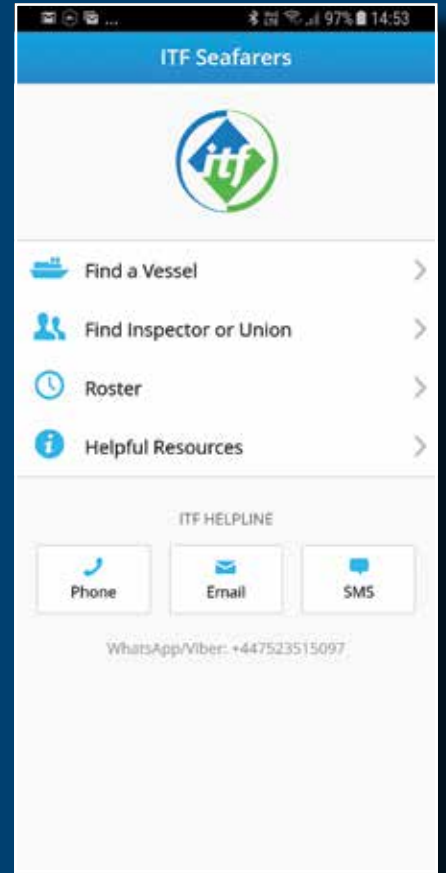 ... 97% 14:53
ITF Seafarers
itf
Find a Vessel
Find Inspector or Union
Roster
Helpful Resources
ITF HELPLINE
Phone Email SMS
WhatsApp/Viber: +447523515097